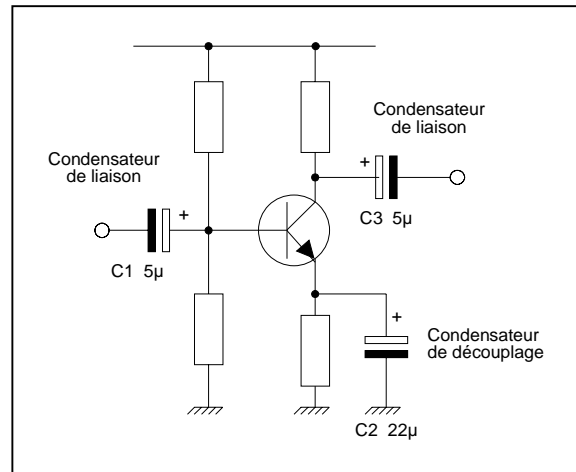 Condensateur
de liaison
+
C1 5µ
Condensateur
de liaison
+
C3 5µ
+
Condensateur
de découplage
C2 22µ